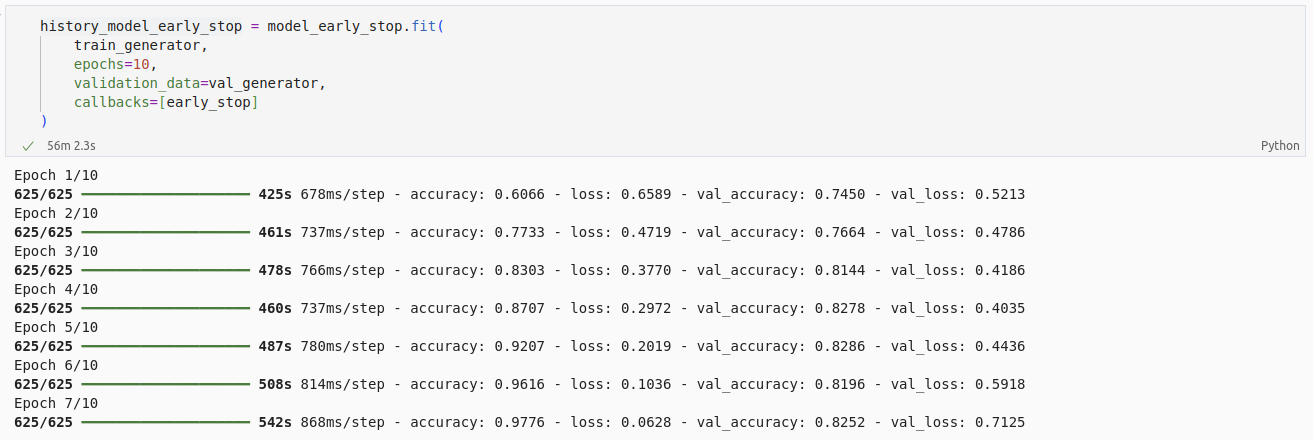 history_model_early_stop = model_early_stop.fit(
    train_generator,
    epochs=10,
    validation_data=val_generator,
    callbacks=[early_stop]
)
✓ 56m 2.3s Python
Epoch 1/10
625/625 ━━━━━━━━━━━━━━━━━━━━ 425s 678ms/step - accuracy: 0.6066 - loss: 0.6589 - val_accuracy: 0.7450 - val_loss: 0.5213
Epoch 2/10
625/625 ━━━━━━━━━━━━━━━━━━━━ 461s 737ms/step - accuracy: 0.7733 - loss: 0.4719 - val_accuracy: 0.7664 - val_loss: 0.4786
Epoch 3/10
625/625 ━━━━━━━━━━━━━━━━━━━━ 478s 766ms/step - accuracy: 0.8303 - loss: 0.3770 - val_accuracy: 0.8144 - val_loss: 0.4186
Epoch 4/10
625/625 ━━━━━━━━━━━━━━━━━━━━ 460s 737ms/step - accuracy: 0.8707 - loss: 0.2972 - val_accuracy: 0.8278 - val_loss: 0.4035
Epoch 5/10
625/625 ━━━━━━━━━━━━━━━━━━━━ 487s 780ms/step - accuracy: 0.9207 - loss: 0.2019 - val_accuracy: 0.8286 - val_loss: 0.4436
Epoch 6/10
625/625 ━━━━━━━━━━━━━━━━━━━━ 508s 814ms/step - accuracy: 0.9616 - loss: 0.1036 - val_accuracy: 0.8196 - val_loss: 0.5918
Epoch 7/10
625/625 ━━━━━━━━━━━━━━━━━━━━ 542s 868ms/step - accuracy: 0.9776 - loss: 0.0628 - val_accuracy: 0.8252 - val_loss: 0.7125